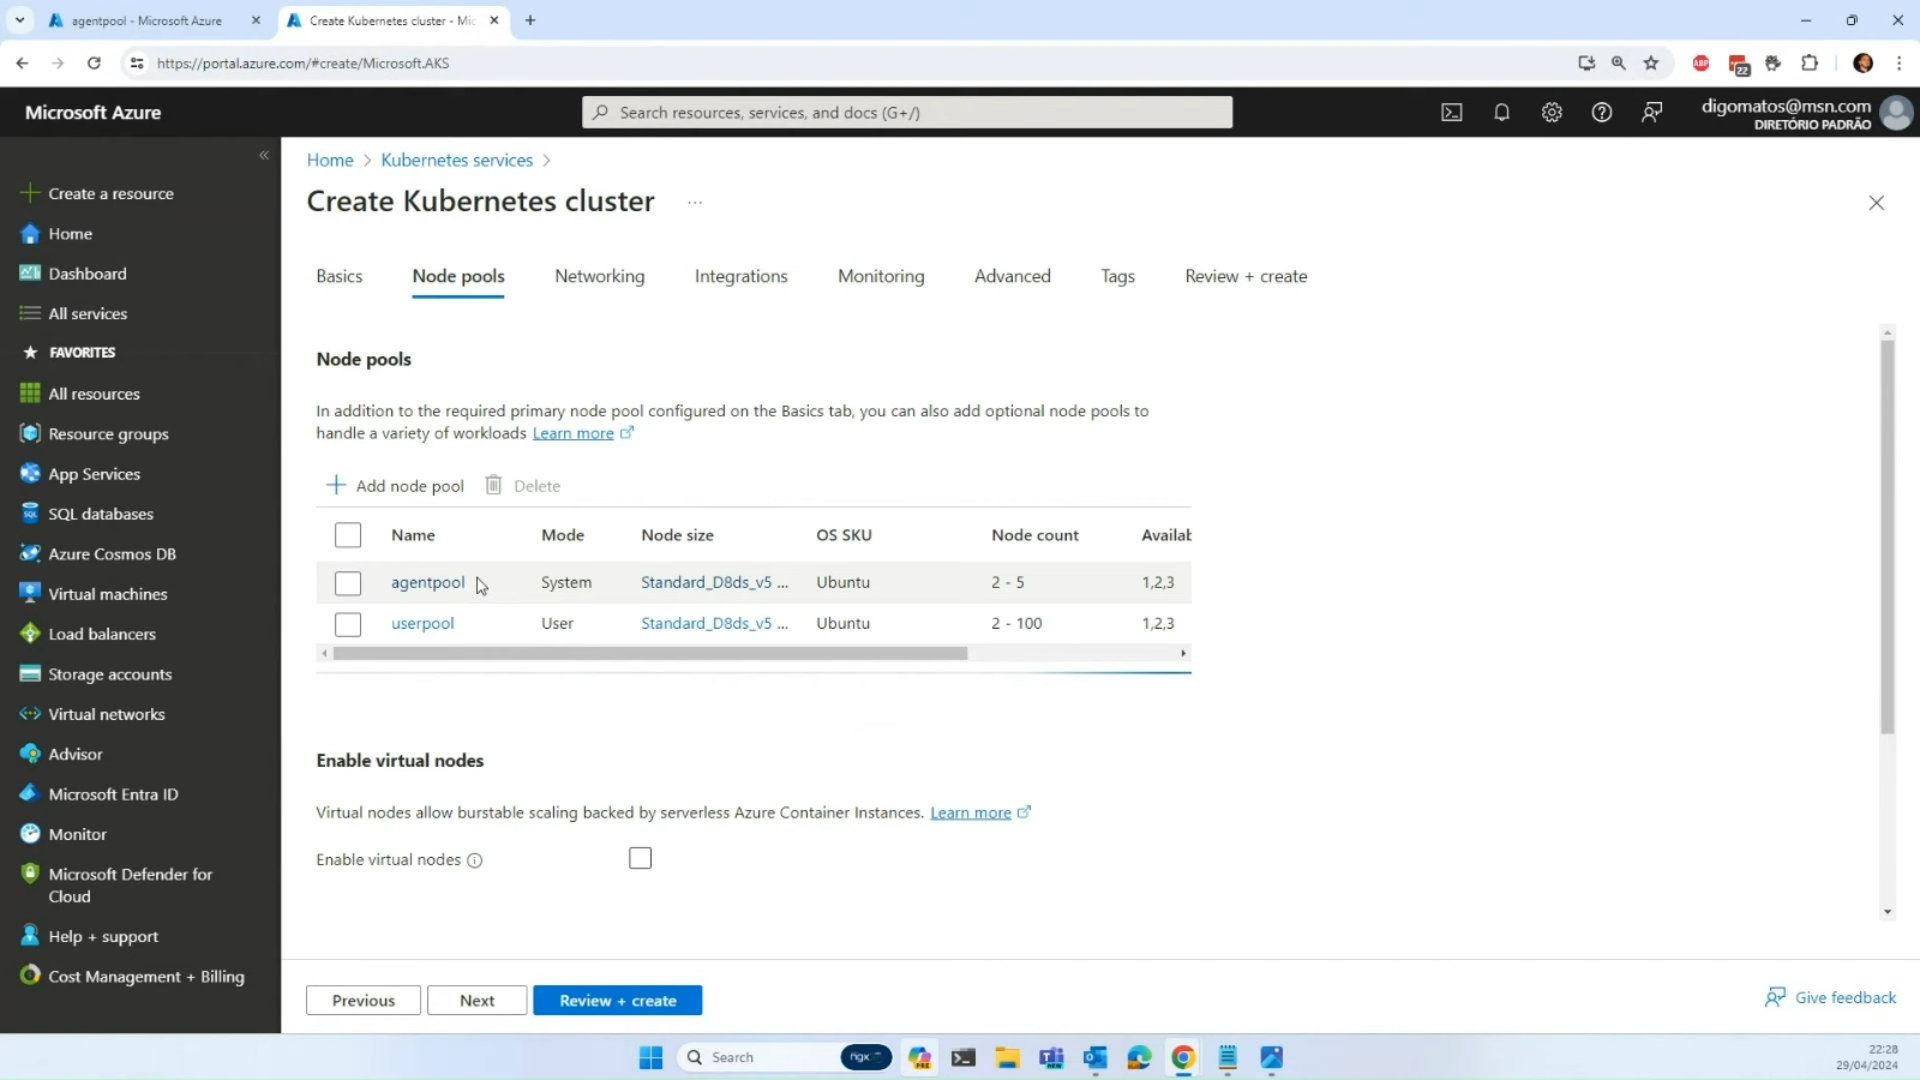 agentpool - Microsoft Azure
Create Kubernetes cluster - Mic
https://portal.azure.com/#create/Microsoft.AKS
ABP
22
Microsoft Azure
Search resources, services, and docs (G+/)
digomatos@msn.com
DIRETÓRIO PADRÃO
Create a resource
Home
Dashboard
All services
FAVORITES
All resources
Resource groups
App Services
SQL databases
Azure Cosmos DB
Virtual machines
Load balancers
Storage accounts
Virtual networks
Advisor
Microsoft Entra ID
Monitor
Microsoft Defender for
Cloud
Help + support
Cost Management + Billing
Home > Kubernetes services >
Create Kubernetes cluster ...
Basics Node pools Networking Integrations Monitoring Advanced Tags Review + create
Node pools
In addition to the required primary node pool configured on the Basics tab, you can also add optional node pools to
handle a variety of workloads Learn more
Add node pool Delete
Name Mode Node size OS SKU Node count Availab
agentpool System Standard_D8ds_v5 ... Ubuntu 2 - 5 1,2,3
userpool User Standard_D8ds_v5 ... Ubuntu 2 - 100 1,2,3
Enable virtual nodes
Virtual nodes allow burstable scaling backed by serverless Azure Container Instances. Learn more
Enable virtual nodes
Previous Next Review + create
Give feedback
Search
22:28
29/04/2024